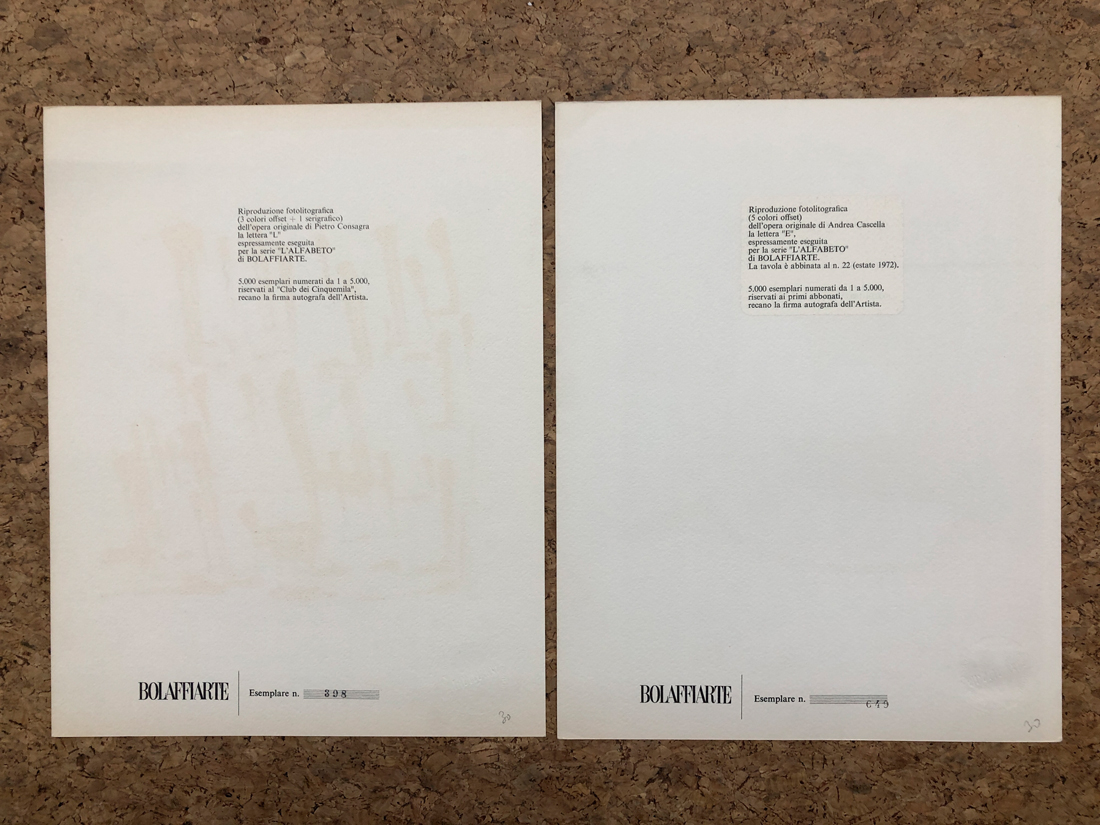 Riproduzione fotolitografica
(3 colori offset + 1 serigrafico)
dell'opera originale di Pietro Consagra
la lettera "L"
espressamente eseguita
per la serie "L'ALFABETO"
di BOLAFFIARTE.
5.000 esemplari numerati da 1 a 5.000,
riservati al "Club dei Cinquemila",
recano la firma autografa dell'Artista.
BOLAFFIARTE
Esemplare n. 398
30
Riproduzione fotolitografica
(5 colori offset)
dell'opera originale di Andrea Cascella
la lettera "E",
espressamente eseguita
per la serie "L'ALFABETO"
di BOLAFFIARTE.
La tavola è abbinata al n. 22 (estate 1972).
5.000 esemplari numerati da 1 a 5.000,
riservati ai primi abbonati,
recano la firma autografa dell'Artista.
BOLAFFIARTE
Esemplare n. 649
30